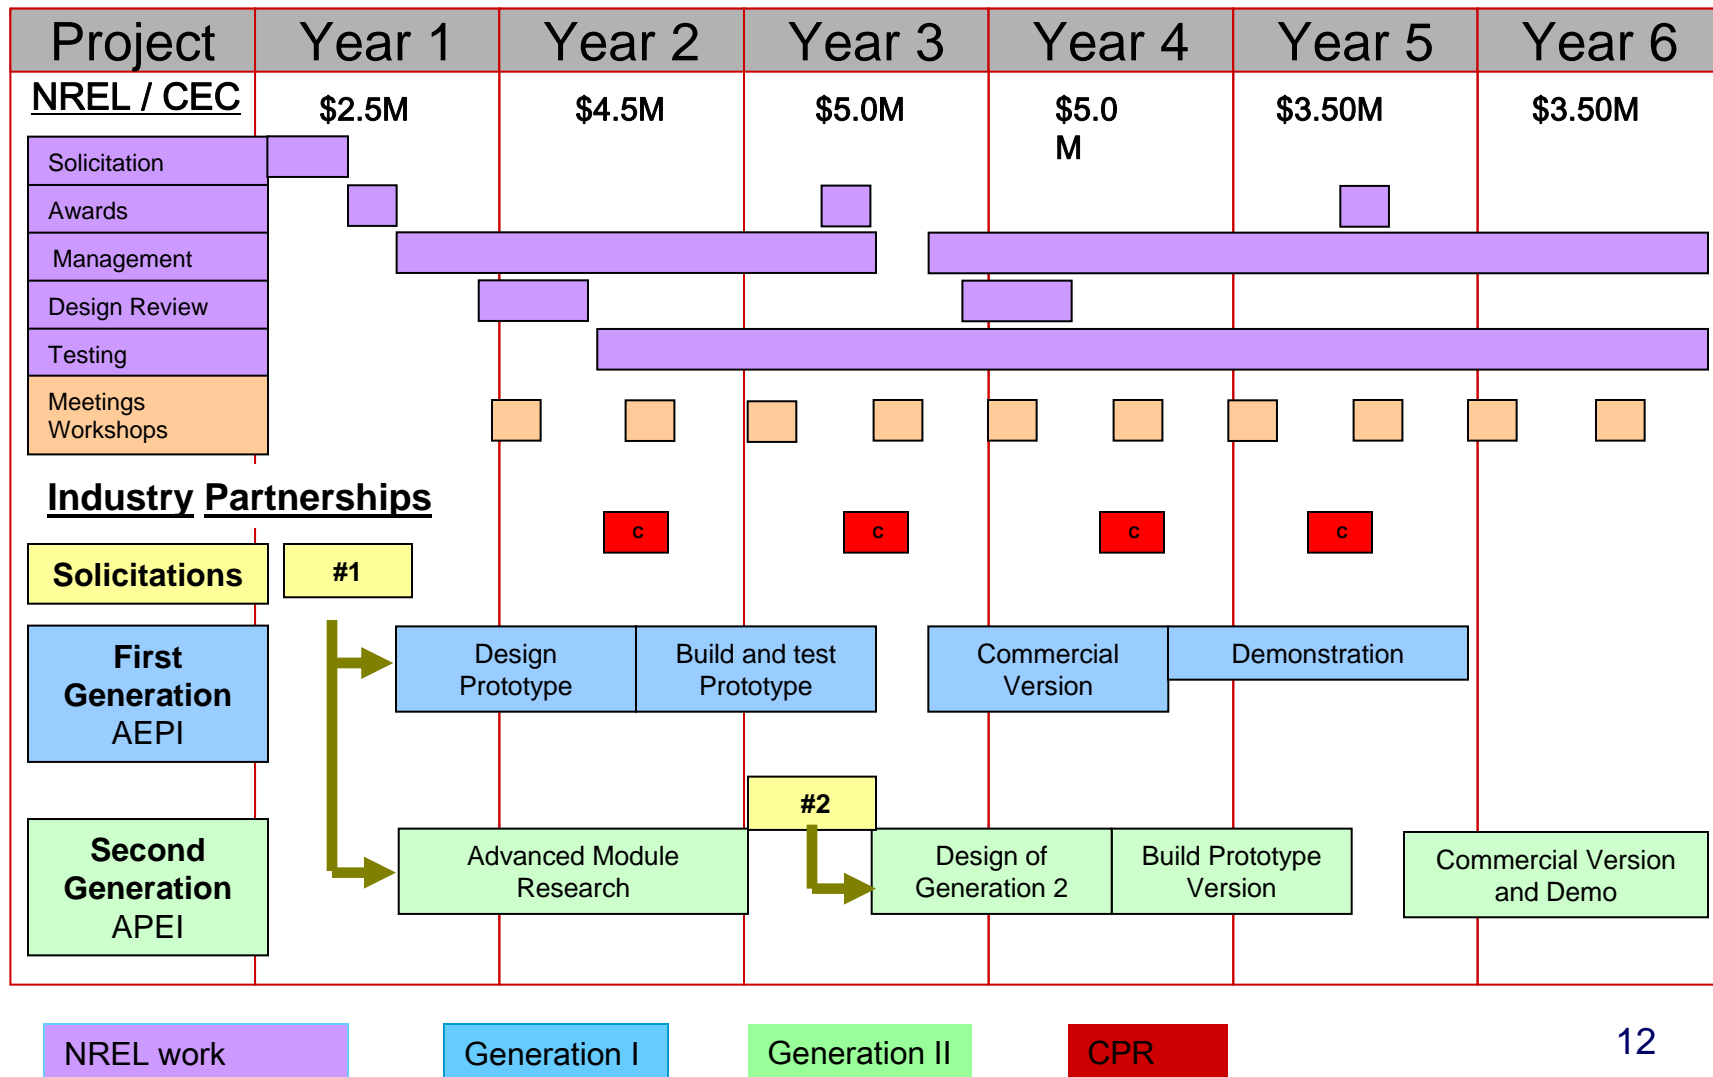 Project Year 1 Year 2 Year 3 Year 4 Year 5 Year 6
NREL / CEC $2.5M $4.5M $5.0M $5.0 $3.50M $3.50M
M
Solicitation
Awards
Management
Design Review
Testing
Meetings
Workshops
Industry Partnerships
C C C C
Solicitations #1
First
Generation
AEPI
Design
Prototype
Build and test
Prototype
Commercial
Version
Demonstration
#2
Second
Generation
APEI
Advanced Module
Research
Design of
Generation 2
Build Prototype
Version
Commercial Version
and Demo
NREL work Generation I Generation II CPR
12